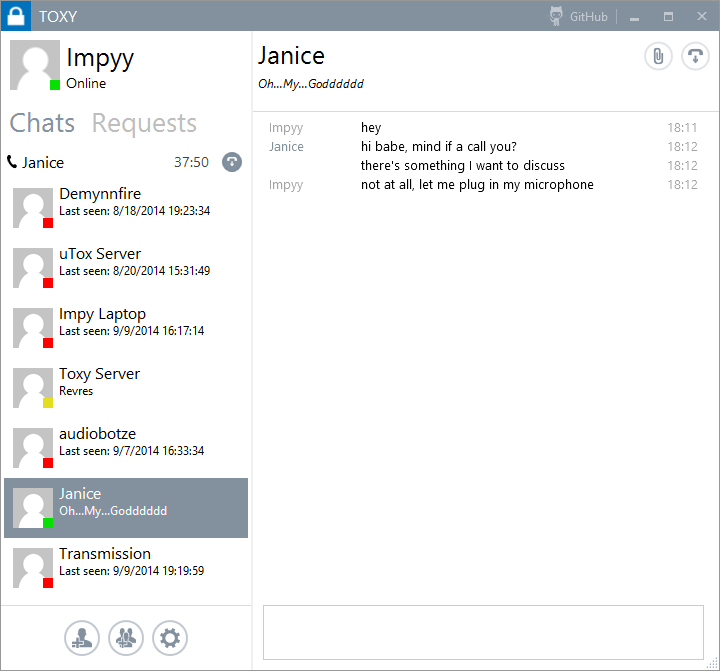 TOXY
GitHub
Impyy
Online
Chats Requests
Janice 37:50
Demynnfire
Last seen: 8/18/2014 19:23:34
uTox Server
Last seen: 8/20/2014 15:31:49
Impy Laptop
Last seen: 9/9/2014 16:17:14
Toxy Server
Revres
audiobotze
Last seen: 9/7/2014 16:33:34
Janice
Oh...My...Godddddd
Transmission
Last seen: 9/9/2014 19:19:59
Janice
Oh...My...Godddddd
Impyy hey 18:11
Janice hi babe, mind if a call you? 18:12
there's something I want to discuss 18:12
Impyy not at all, let me plug in my microphone 18:12